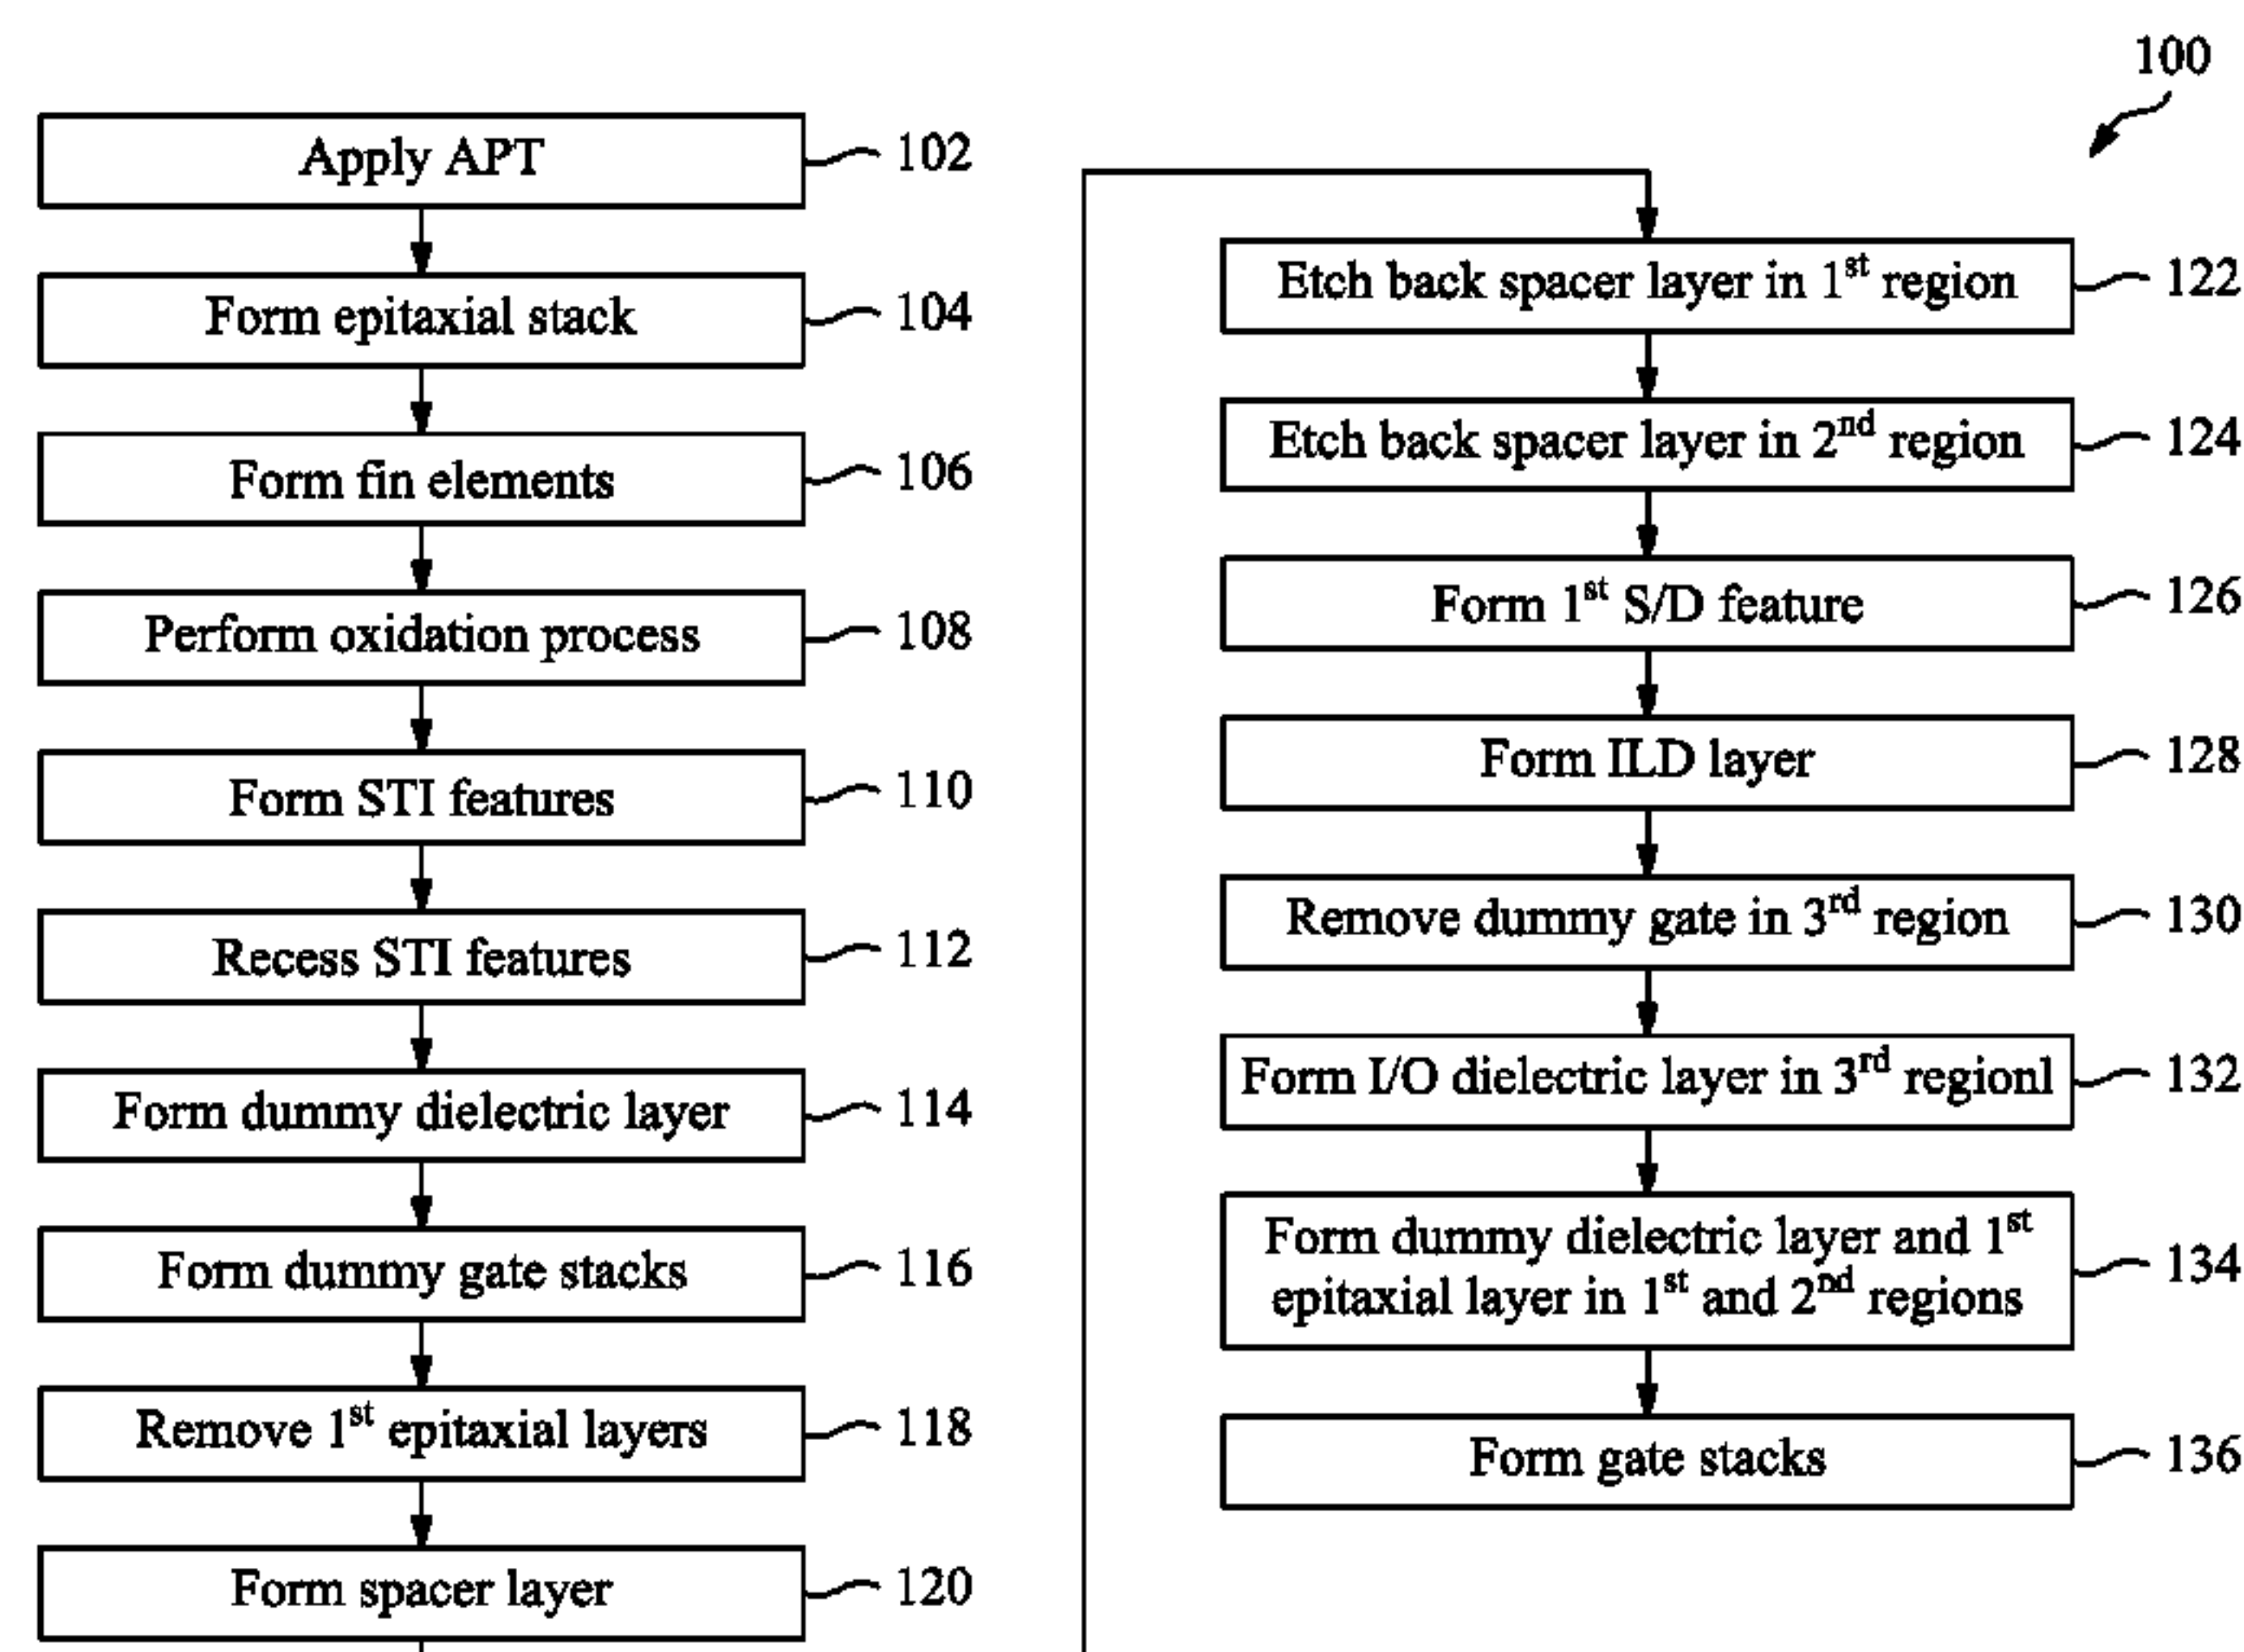 100
Apply APT
102
Form epitaxial stack
104
Form fin elements
106
Perform oxidation process
108
Form STI features
110
Recess STI features
112
Form dummy dielectric layer
114
Form dummy gate stacks
116
Remove 1st epitaxial layers
118
Form spacer layer
120
Etch back spacer layer in 1st region
122
Etch back spacer layer in 2nd region
124
Form 1st S/D feature
126
Form ILD layer
128
Remove dummy gate in 3rd region
130
Form I/O dielectric layer in 3rd regionl
132
Form dummy dielectric layer and 1st
epitaxial layer in 1st and 2nd regions
134
Form gate stacks
136